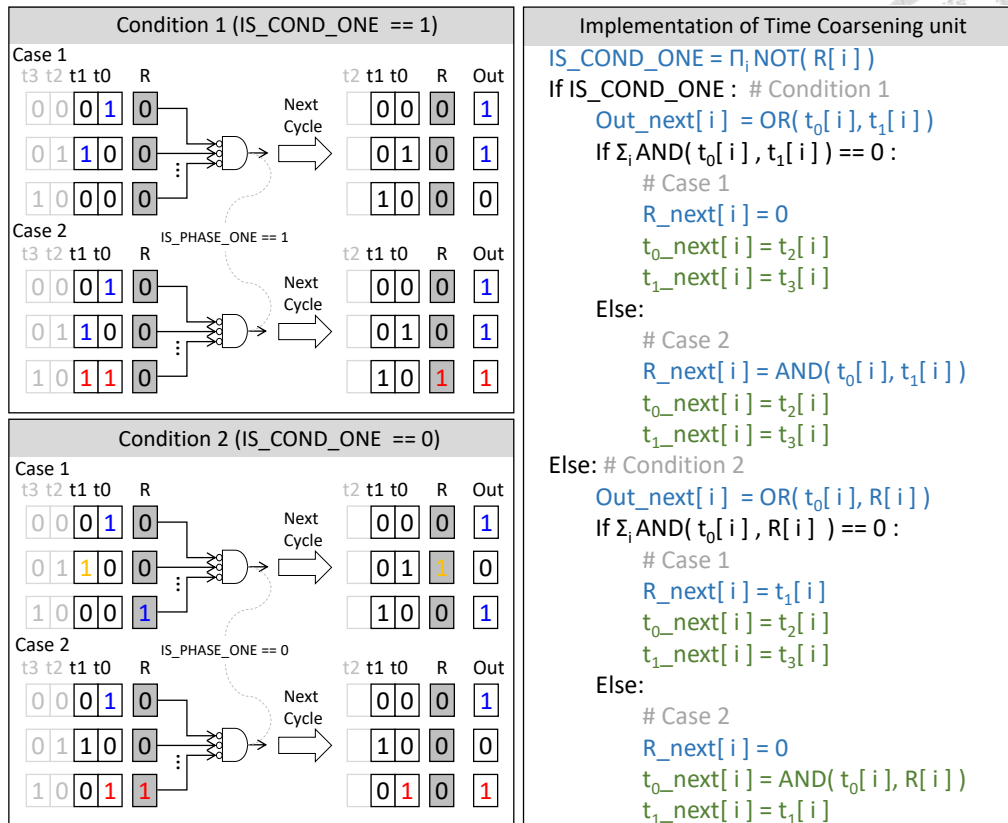 Condition 1 (IS_COND_ONE == 1)
Case 1
t3 t2 t1 t0 R
0 0 0 1 0
0 1 1 0 0
⋮
1 0 0 0 0
Next
Cycle
t2 t1 t0 R Out
0 0 0 1
0 1 0 1
1 0 0 0
Case 2
IS_PHASE_ONE == 1
t3 t2 t1 t0 R
0 0 0 1 0
0 1 1 0 0
⋮
1 0 1 1 0
Next
Cycle
t2 t1 t0 R Out
0 0 0 1
0 1 0 1
1 0 1 1
Condition 2 (IS_COND_ONE == 0)
Case 1
t3 t2 t1 t0 R
0 0 0 1 0
0 1 1 0 0
⋮
1 0 0 0 1
Next
Cycle
t2 t1 t0 R Out
0 0 0 1
0 1 1 0
1 0 0 1
Case 2
IS_PHASE_ONE == 0
t3 t2 t1 t0 R
0 0 0 1 0
0 1 1 0 0
⋮
1 0 0 1 1
Next
Cycle
t2 t1 t0 R Out
0 0 0 1
1 0 0 0
0 1 0 1
Implementation of Time Coarsening unit
IS_COND_ONE = Π_i NOT( R[ i ] )
If IS_COND_ONE : # Condition 1
Out_next[ i ] = OR( t₀[ i ], t₁[ i ] )
If Σ_i AND( t₀[ i ] , t₁[ i ] ) == 0 :
# Case 1
R_next[ i ] = 0
t₀_next[ i ] = t₂[ i ]
t₁_next[ i ] = t₃[ i ]
Else:
# Case 2
R_next[ i ] = AND( t₀[ i ], t₁[ i ] )
t₀_next[ i ] = t₂[ i ]
t₁_next[ i ] = t₃[ i ]
Else: # Condition 2
Out_next[ i ] = OR( t₀[ i ], R[ i ] )
If Σ_i AND( t₀[ i ] , R[ i ] ) == 0 :
# Case 1
R_next[ i ] = t₁[ i ]
t₀_next[ i ] = t₂[ i ]
t₁_next[ i ] = t₃[ i ]
Else:
# Case 2
R_next[ i ] = 0
t₀_next[ i ] = AND( t₀[ i ], R[ i ] )
t₁_next[ i ] = t₁[ i ]